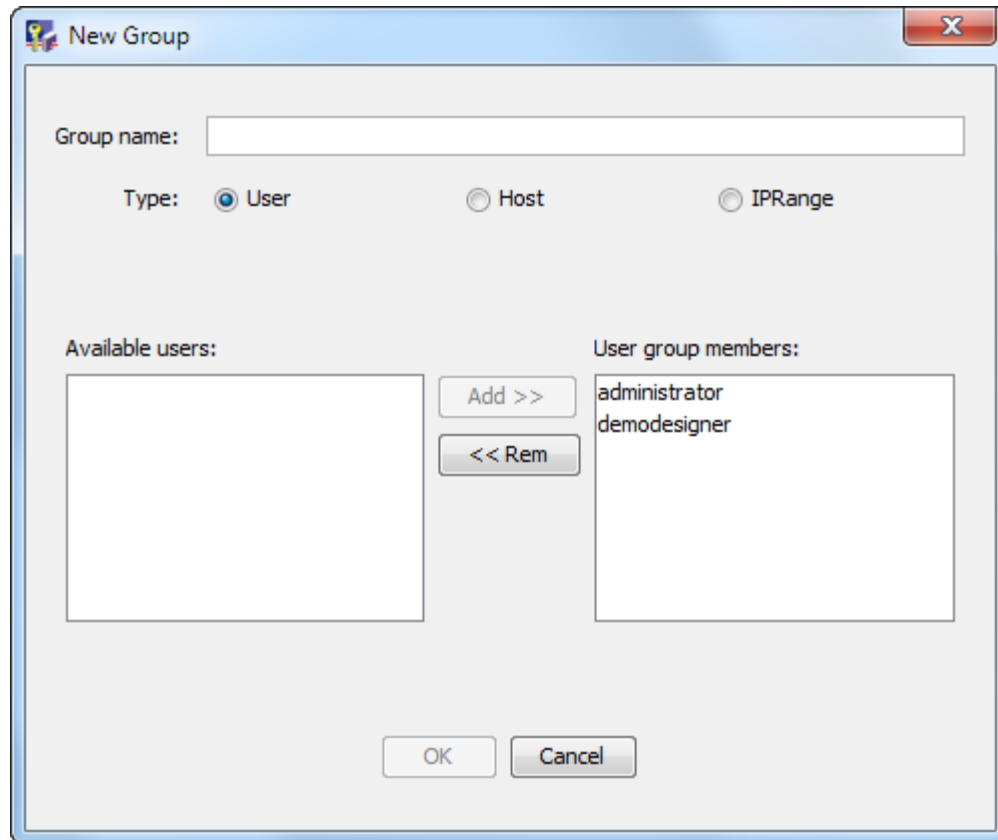 New Group
Group name:
Type: User Host IPRange
Available users: User group members:
Add >> administrator
demodesigner
<< Rem
OK Cancel